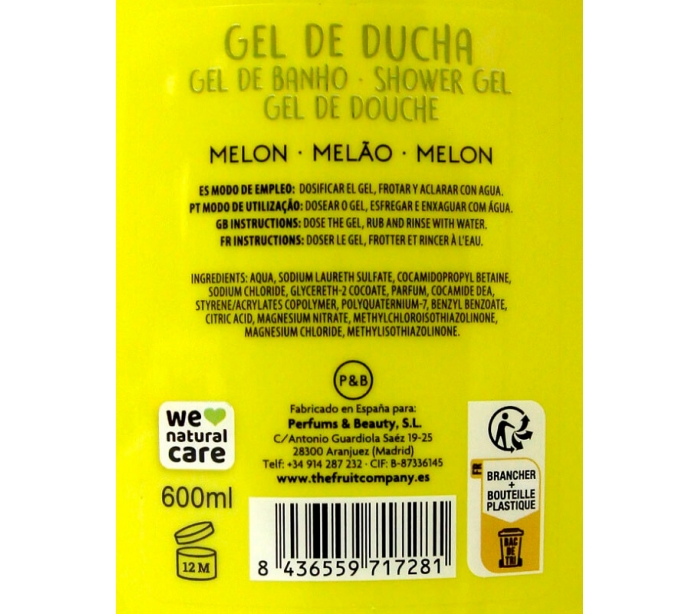 GEL DE DUCHA
GEL DE BANHO · SHOWER GEL
GEL DE DOUCHE
MELON · MELÃO · MELON
ES MODO DE EMPLEO: DOSIFICAR EL GEL, FROTAR Y ACLARAR CON AGUA.
PT MODO DE UTILIZAÇÃO: DOSEAR O GEL, ESFREGAR E ENXAGUAR COM ÁGUA.
GB INSTRUCTIONS: DOSE THE GEL, RUB AND RINSE WITH WATER.
FR INSTRUCTIONS: DOSER LE GEL, FROTTER ET RINCER À L'EAU.
INGREDIENTS: AQUA, SODIUM LAURETH SULFATE, COCAMIDOPROPYL BETAINE,
SODIUM CHLORIDE, GLYCERETH-2 COCOATE, PARFUM, COCAMIDE DEA,
STYRENE/ACRYLATES COPOLYMER, POLYQUATERNIUM-7, BENZYL BENZOATE,
CITRIC ACID, MAGNESIUM NITRATE, METHYLCHLOROISOTHIAZOLINONE,
MAGNESIUM CHLORIDE, METHYLISOTHIAZOLINONE.
P&B
Fabricado en España para:
Perfums & Beauty, S.L.
C/Antonio Guardiola Saéz 19-25
28300 Aranjuez (Madrid)
Telf: +34 914 287 232 · CIF: B-87336145
www.thefruitcompany.es
we
natural
care
600ml
12 M
8 436559 717281
FR
BRANCHER
+
BOUTEILLE
PLASTIQUE
BAC
DE
TRI